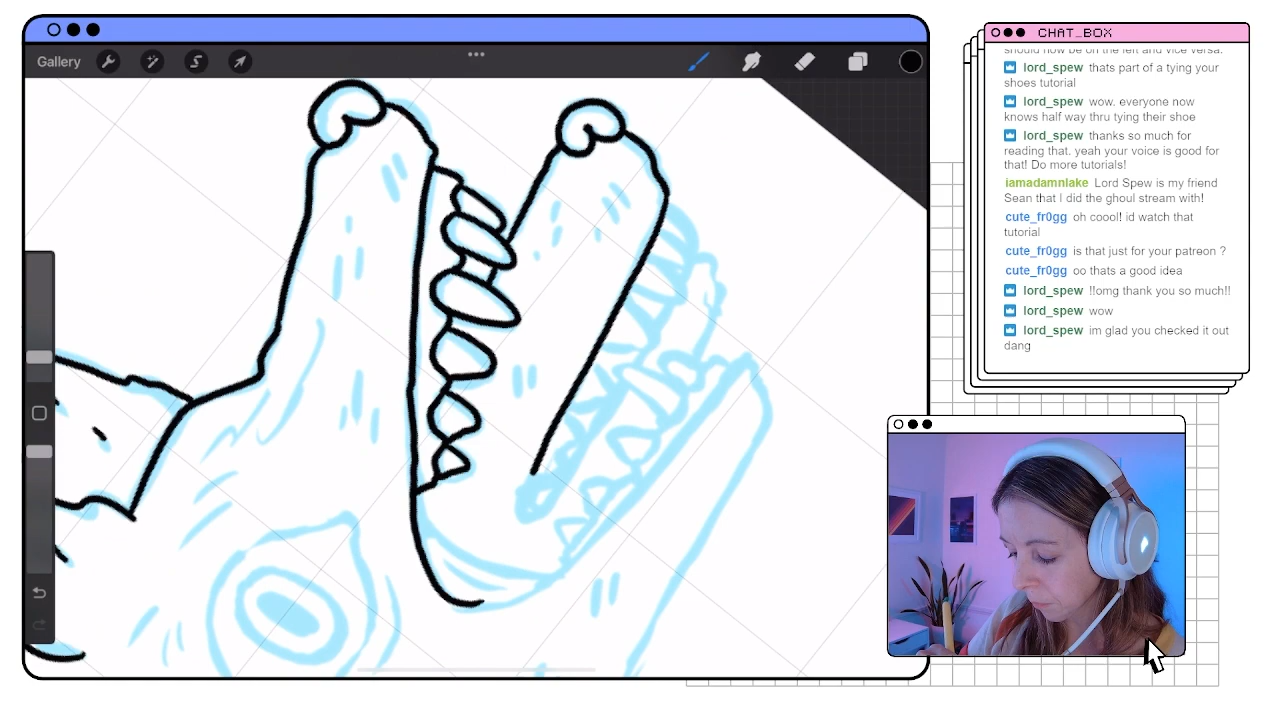 Gallery
CHAT_BOX
should now be on the left and vice versa.
lord_spew thats part of a tying your
shoes tutorial
lord_spew wow. everyone now
knows half way thru tying their shoe
lord_spew thanks so much for
reading that. yeah your voice is good for
that! Do more tutorials!
iamadamnlake Lord Spew is my friend
Sean that I did the ghoul stream with!
cute_fr0gg oh coool! id watch that
tutorial
cute_fr0gg is that just for your patreon ?
cute_fr0gg oo thats a good idea
lord_spew !!omg thank you so much!!
lord_spew wow
lord_spew im glad you checked it out
dang